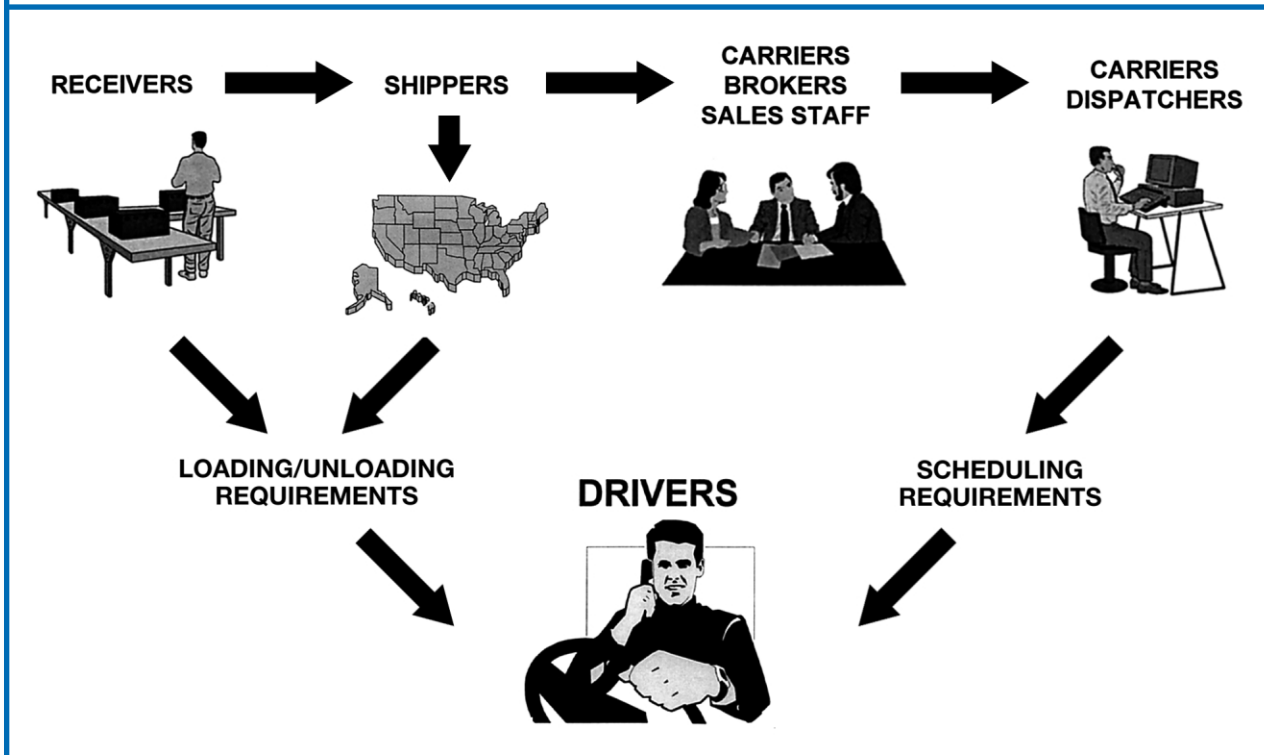 RECEIVERS
SHIPPERS
CARRIERS
BROKERS
SALES STAFF
CARRIERS
DISPATCHERS
LOADING/UNLOADING
REQUIREMENTS
DRIVERS
SCHEDULING
REQUIREMENTS